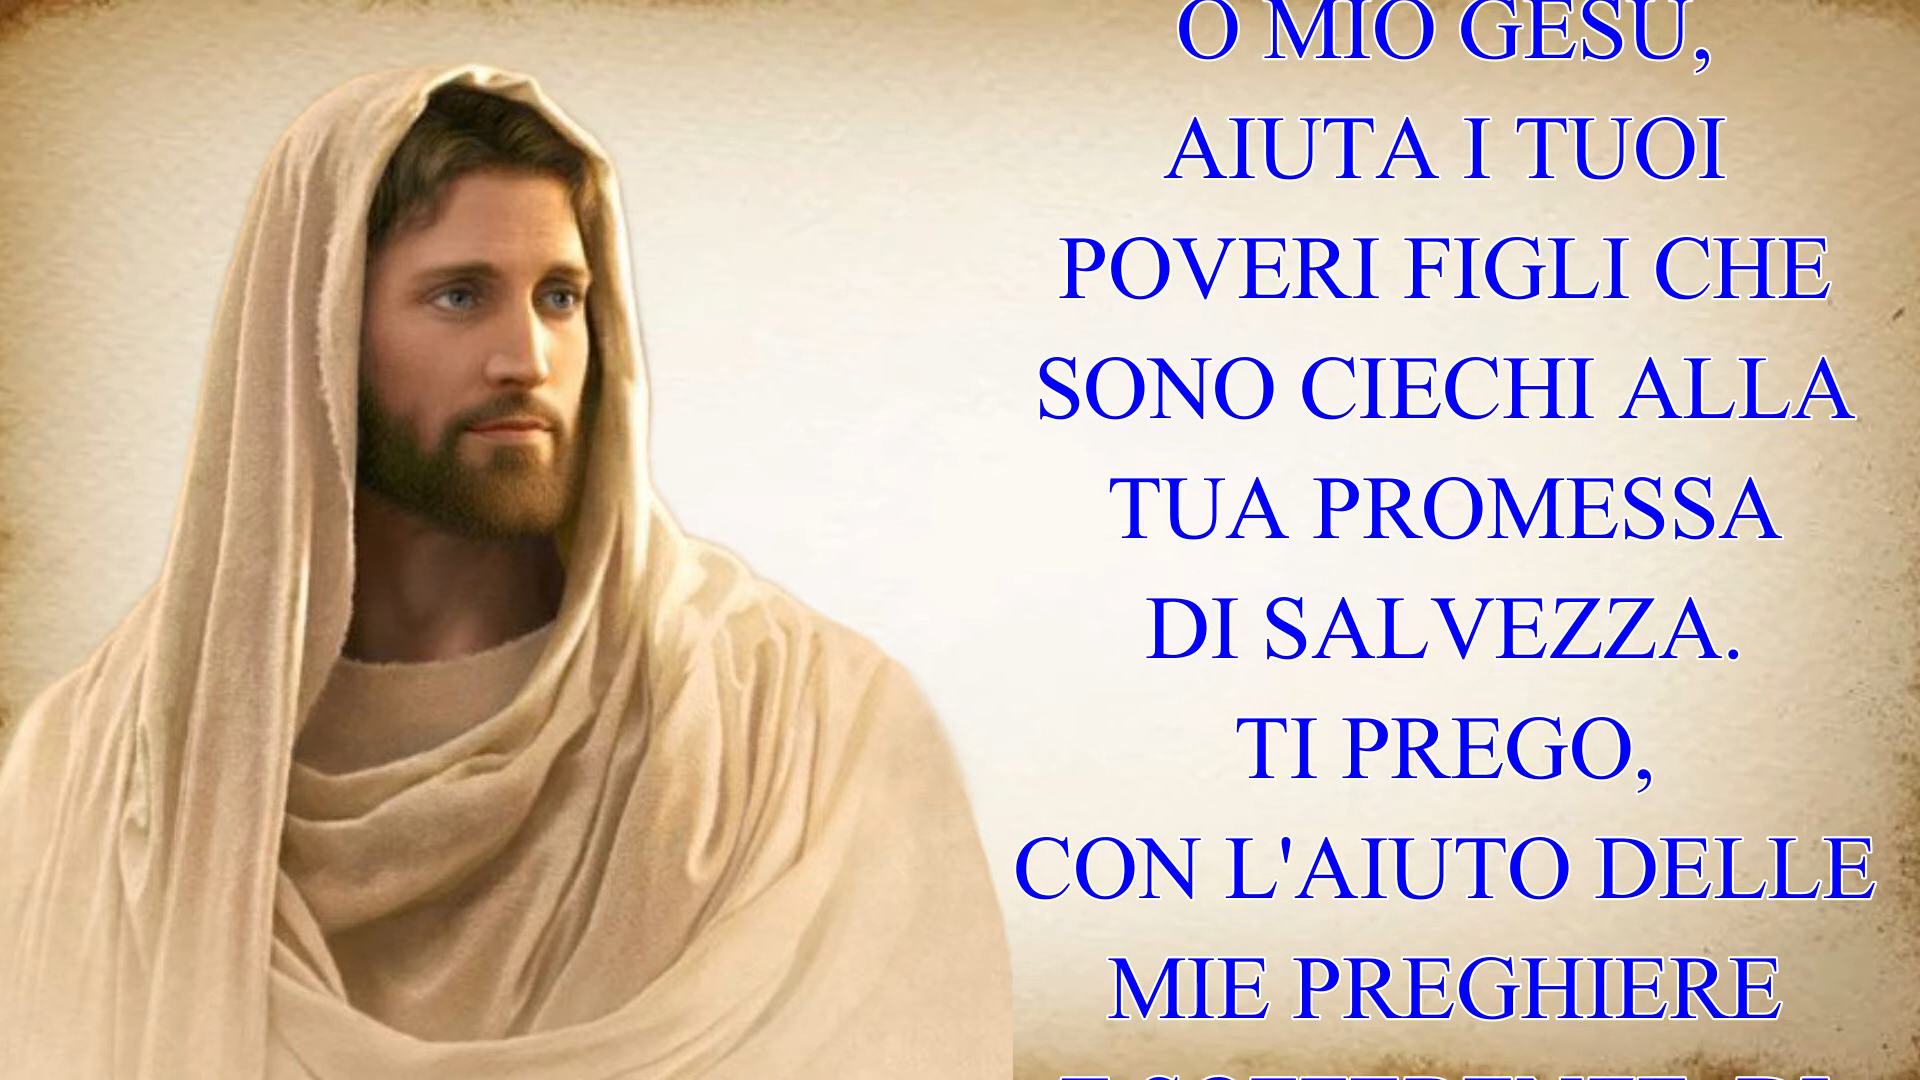 O MIO GESÙ,
AIUTA I TUOI
POVERI FIGLI CHE
SONO CIECHI ALLA
TUA PROMESSA
DI SALVEZZA.
TI PREGO,
CON L'AIUTO DELLE
MIE PREGHIERE